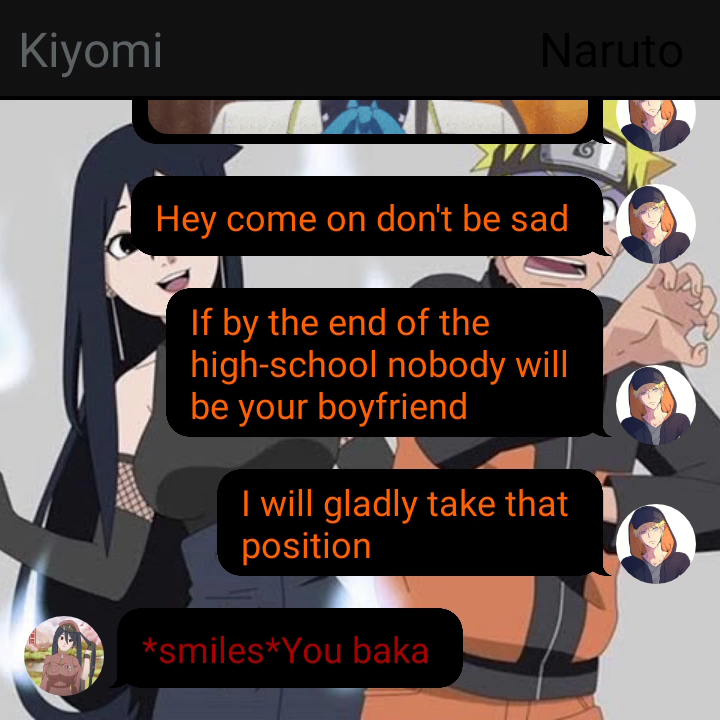 Kiyomi
Naruto
Hey come on don't be sad
If by the end of the
high-school nobody will
be your boyfriend
I will gladly take that
position
*smiles*You baka